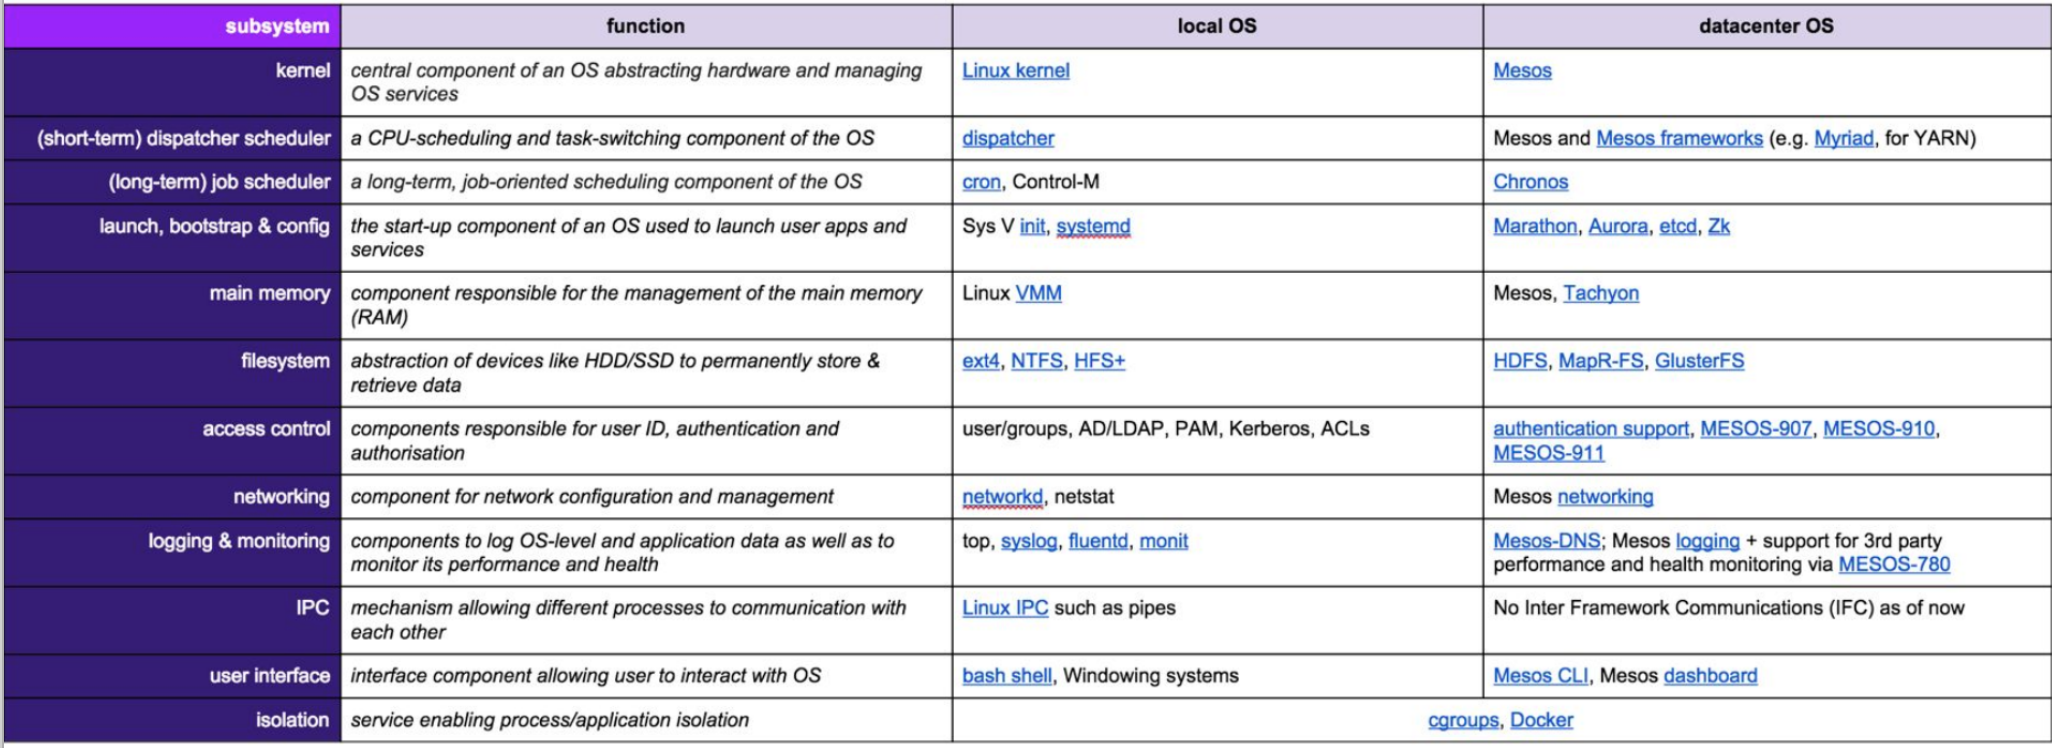 subsystem function local OS datacenter OS
kernel central component of an OS abstracting hardware and managing Linux kernel Mesos
OS services
(short-term) dispatcher scheduler a CPU-scheduling and task-switching component of the OS dispatcher Mesos and Mesos frameworks (e.g. Myriad, for YARN)
(long-term) job scheduler a long-term, job-oriented scheduling component of the OS cron, Control-M Chronos
launch, bootstrap & config the start-up component of an OS used to launch user apps and Sys V init, systemd Marathon, Aurora, etcd, Zk
services
main memory component responsible for the management of the main memory Linux VMM Mesos, Tachyon
(RAM)
filesystem abstraction of devices like HDD/SSD to permanently store & ext4, NTFS, HFS+ HDFS, MapR-FS, GlusterFS
retrieve data
access control components responsible for user ID, authentication and user/groups, AD/LDAP, PAM, Kerberos, ACLs authentication support, MESOS-907, MESOS-910,
authorisation MESOS-911
networking component for network configuration and management networkd, netstat Mesos networking
logging & monitoring components to log OS-level and application data as well as to top, syslog, fluentd, monit Mesos-DNS; Mesos logging + support for 3rd party
monitor its performance and health performance and health monitoring via MESOS-780
IPC mechanism allowing different processes to communication with Linux IPC such as pipes No Inter Framework Communications (IFC) as of now
each other
user interface interface component allowing user to interact with OS bash shell, Windowing systems Mesos CLI, Mesos dashboard
isolation service enabling process/application isolation cgroups, Docker